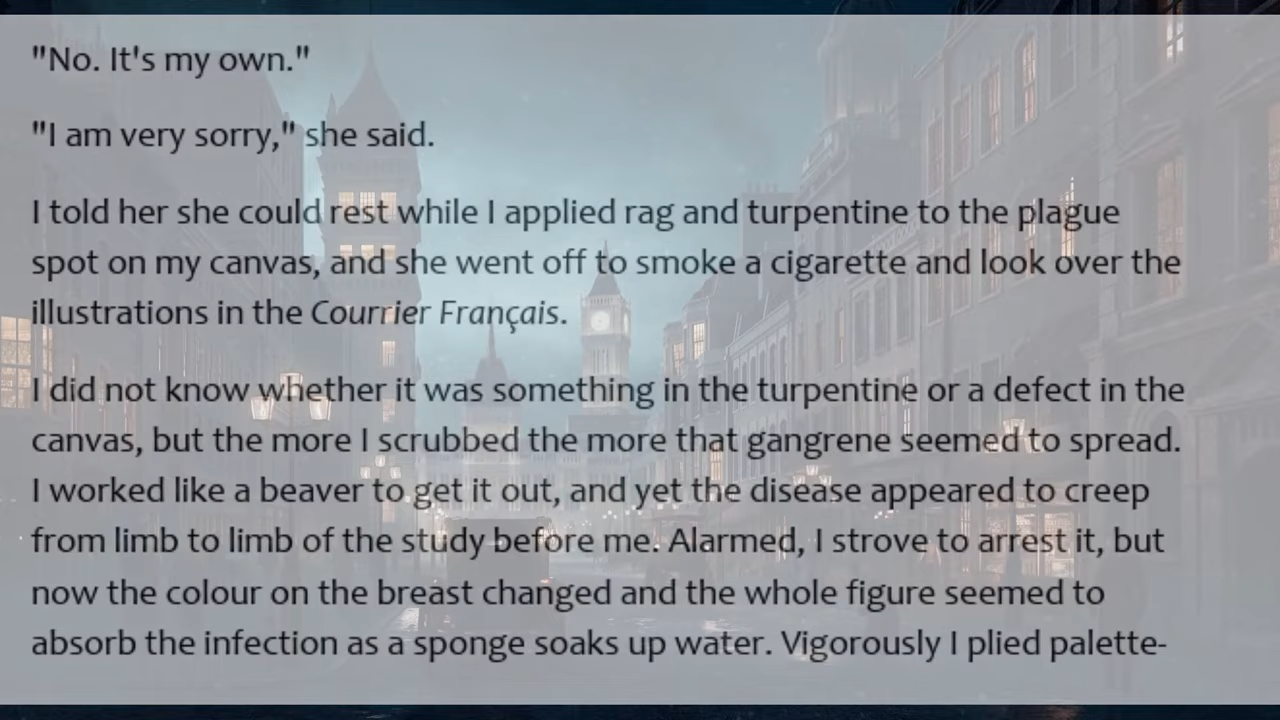 "No. It's my own."
"I am very sorry," she said.
I told her she could rest while I applied rag and turpentine to the plague
spot on my canvas, and she went off to smoke a cigarette and look over the
illustrations in the Courrier Français.
I did not know whether it was something in the turpentine or a defect in the
canvas, but the more I scrubbed the more that gangrene seemed to spread.
I worked like a beaver to get it out, and yet the disease appeared to creep
from limb to limb of the study before me. Alarmed, I strove to arrest it, but
now the colour on the breast changed and the whole figure seemed to
absorb the infection as a sponge soaks up water. Vigorously I plied palette-